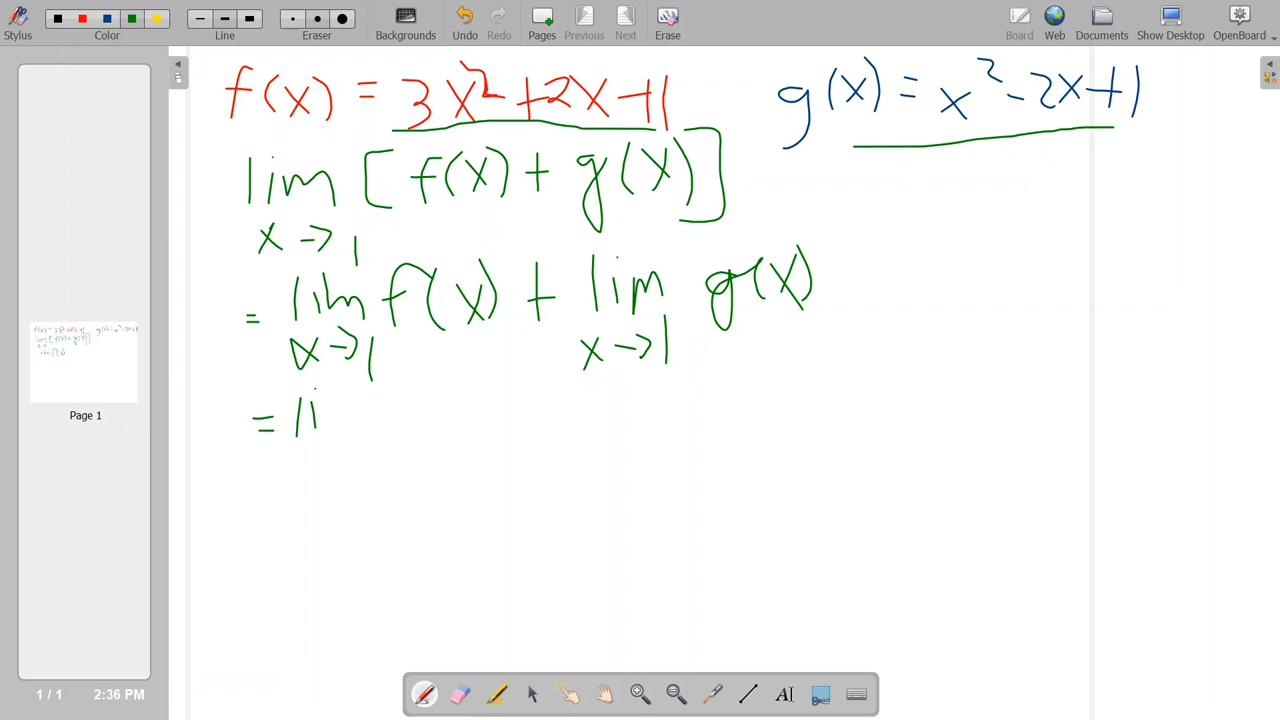 Stylus Color Line Eraser Backgrounds Undo Redo Pages Previous Next Erase Board Web Documents Show Desktop OpenBoard
f(x) = 3x² + 2x + 1
g(x) = x² - 2x + 1
lim [ f(x) + g(x) ]
x → 1
= lim f(x) + lim g(x)
x → 1 x → 1
= li
Page 1
1 / 1 2:36 PM